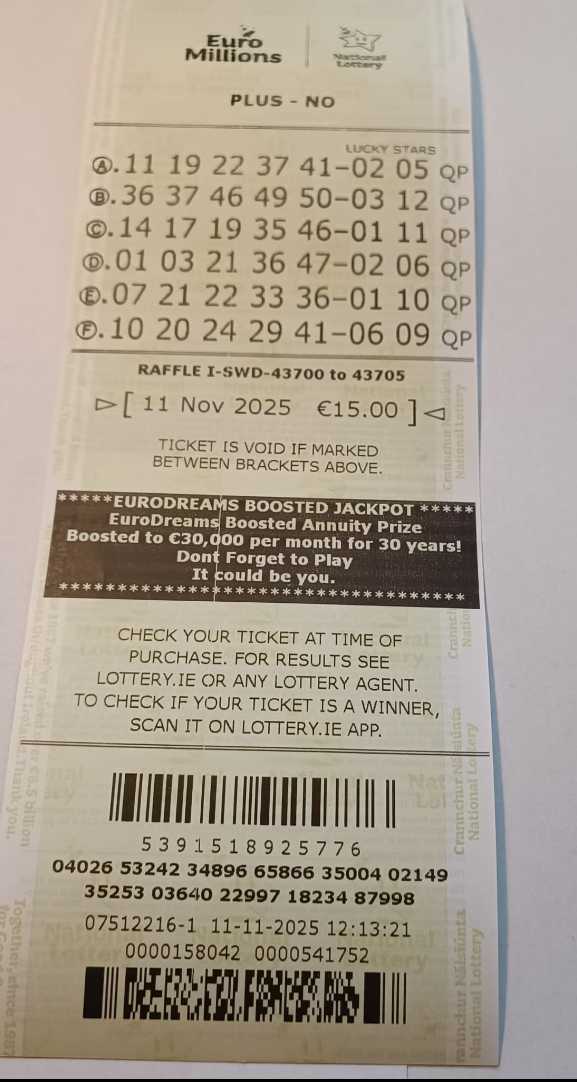 Euro Millions
National Lottery
PLUS - NO
LUCKY STARS
A. 11 19 22 37 41-02 05 QP
B. 36 37 46 49 50-03 12 QP
C. 14 17 19 35 46-01 11 QP
D. 01 03 21 36 47-02 06 QP
E. 07 21 22 33 36-01 10 QP
F. 10 20 24 29 41-06 09 QP
RAFFLE I-SWD-43700 to 43705
[ 11 Nov 2025 €15.00 ]
TICKET IS VOID IF MARKED
BETWEEN BRACKETS ABOVE.
*****EURODREAMS BOOSTED JACKPOT *****
EuroDreams Boosted Annuity Prize
Boosted to €30,000 per month for 30 years!
Dont Forget to Play
It could be you.
**********************************
CHECK YOUR TICKET AT TIME OF
PURCHASE. FOR RESULTS SEE
LOTTERY.IE OR ANY LOTTERY AGENT.
TO CHECK IF YOUR TICKET IS A WINNER,
SCAN IT ON LOTTERY.IE APP.
5391518925776
04026 53242 34896 65866 35004 02149
35253 03640 22997 18234 87998
07512216-1 11-11-2025 12:13:21
0000158042 0000541752
Crannchur Náisiúnta
National Lottery